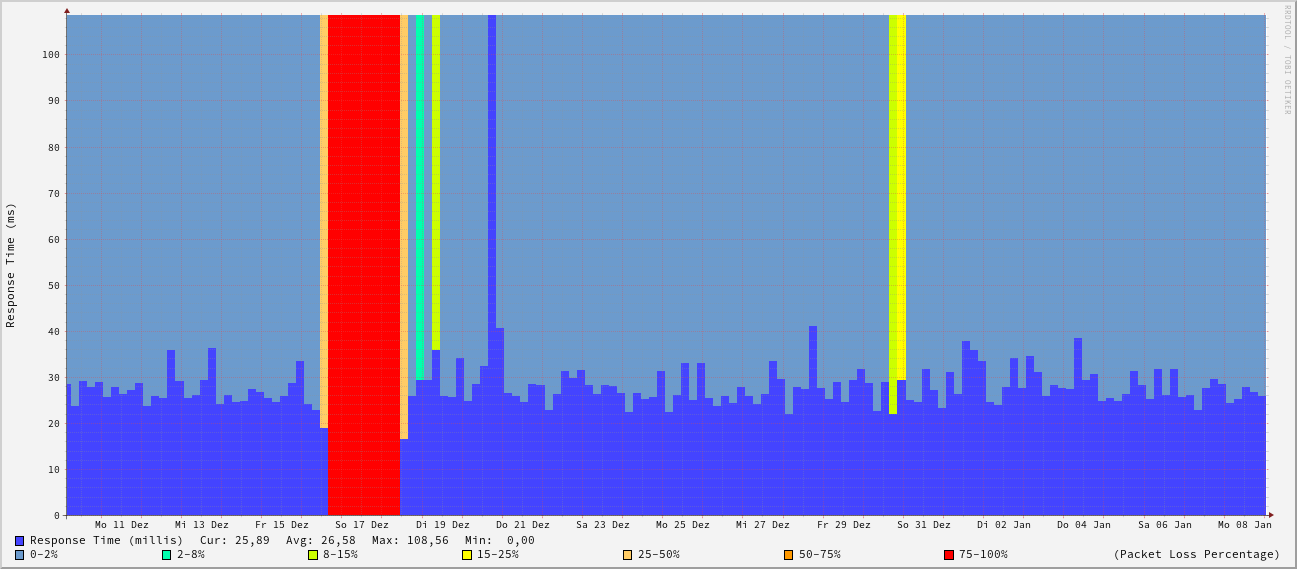 RRDTOOL / TOBI OETIKER
Response Time (ms)
100
90
80
70
60
50
40
30
20
10
0
Mo 11 Dez Mi 13 Dez Fr 15 Dez So 17 Dez Di 19 Dez Do 21 Dez Sa 23 Dez Mo 25 Dez Mi 27 Dez Fr 29 Dez So 31 Dez Di 02 Jan Do 04 Jan Sa 06 Jan Mo 08 Jan
Response Time (millis) Cur: 25,89 Avg: 26,58 Max: 108,56 Min: 0,00
0-2% 2-8% 8-15% 15-25% 25-50% 50-75% 75-100% (Packet Loss Percentage)